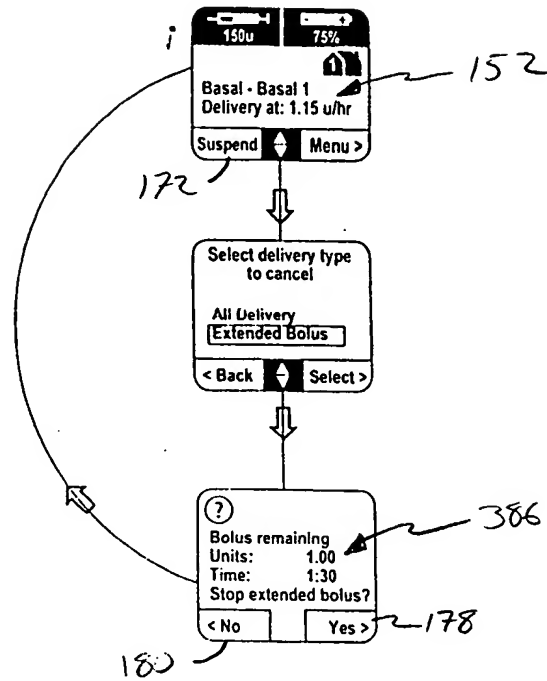 i
150u 75%
1
152
Basal - Basal 1
Delivery at: 1.15 u/hr
Suspend Menu >
172
Select delivery type
to cancel
All Delivery
Extended Bolus
< Back Select >
?
386
Bolus remaining
Units: 1.00
Time: 1:30
Stop extended bolus?
< No Yes >
178
180